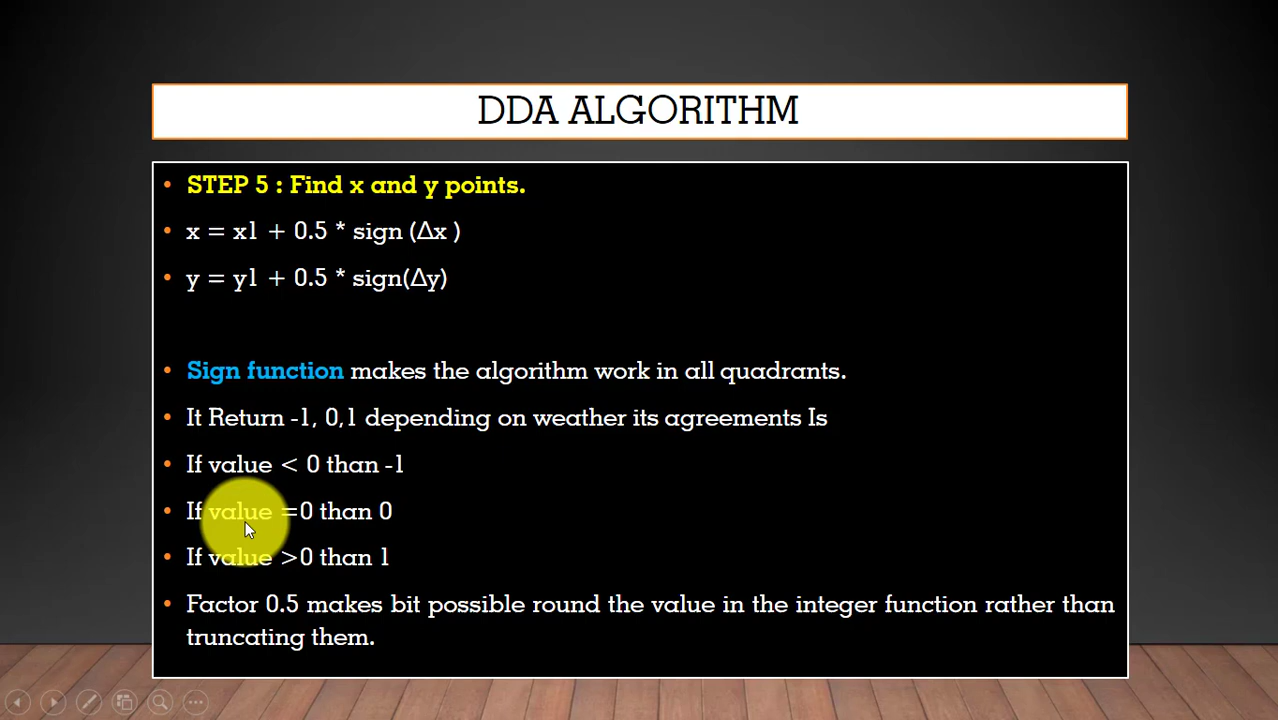 DDA ALGORITHM
• STEP 5 : Find x and y points.
• x = x1 + 0.5 * sign (Δx )
• y = y1 + 0.5 * sign(Δy)
• Sign function makes the algorithm work in all quadrants.
• It Return -1, 0,1 depending on weather its agreements Is
• If value < 0 than -1
• If value =0 than 0
• If value >0 than 1
• Factor 0.5 makes bit possible round the value in the integer function rather than
truncating them.